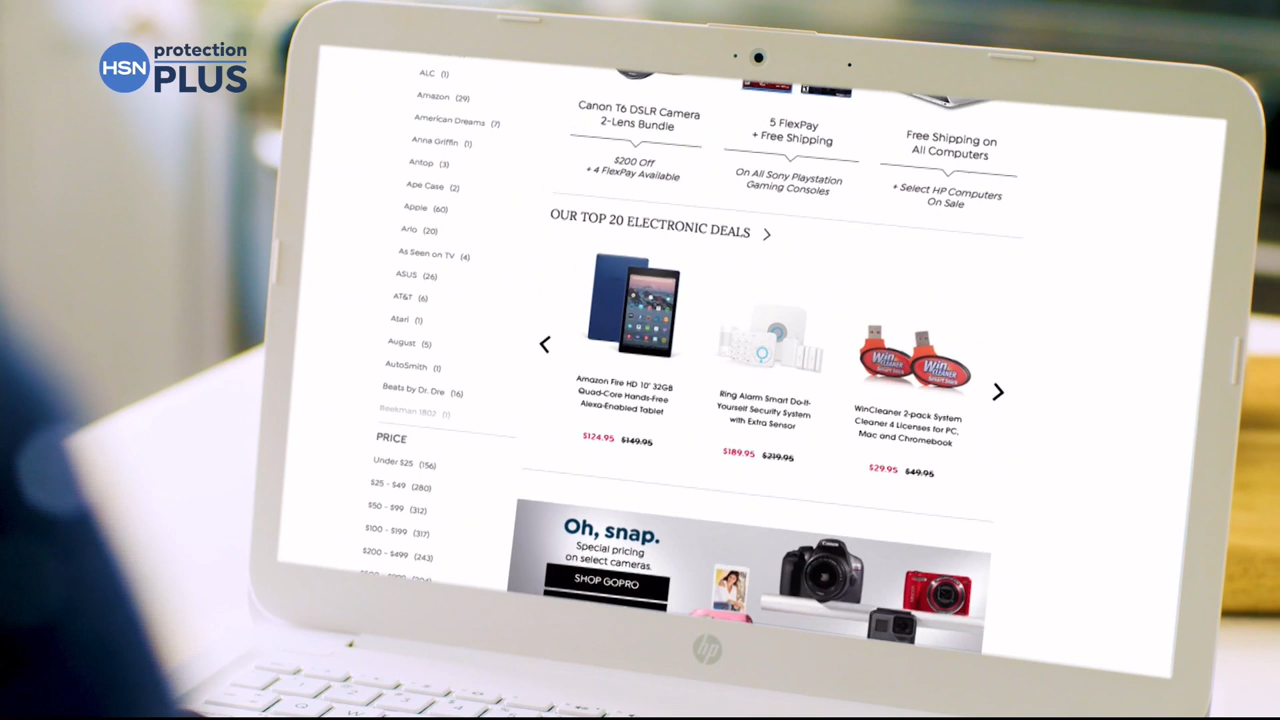 HSN protection
PLUS
ALC (1)
Amazon (29)
American Dreams (7)
Anna Griffin (1)
Antop (3)
Ape Case (2)
Apple (60)
Arlo (20)
As Seen on TV (4)
ASUS (26)
AT&T (6)
Atari (1)
August (5)
AutoSmith (1)
Beats by Dr. Dre (16)
Beekman 1802 (1)
PRICE
Under $25 (156)
$25 - $49 (280)
$50 - $99 (312)
$100 - $199 (317)
$200 - $499 (243)
Canon T6 DSLR Camera
2-Lens Bundle
$200 Off
+ 4 FlexPay Available
5 FlexPay
+ Free Shipping
On All Sony Playstation
Gaming Consoles
Free Shipping on
All Computers
+ Select HP Computers
On Sale
OUR TOP 20 ELECTRONIC DEALS
Amazon Fire HD 10" 32GB
Quad-Core Hands-Free
Alexa-Enabled Tablet
$124.95 $149.95
Ring Alarm Smart Do-It-
Yourself Security System
with Extra Sensor
$189.95 $219.95
Win
CLEANER
Win
CLEANER
WinCleaner 2-pack System
Cleaner 4 Licenses for PC,
Mac and Chromebook
$29.95 $49.95
Oh, snap.
Special pricing
on select cameras.
SHOP GOPRO
Canon
hp